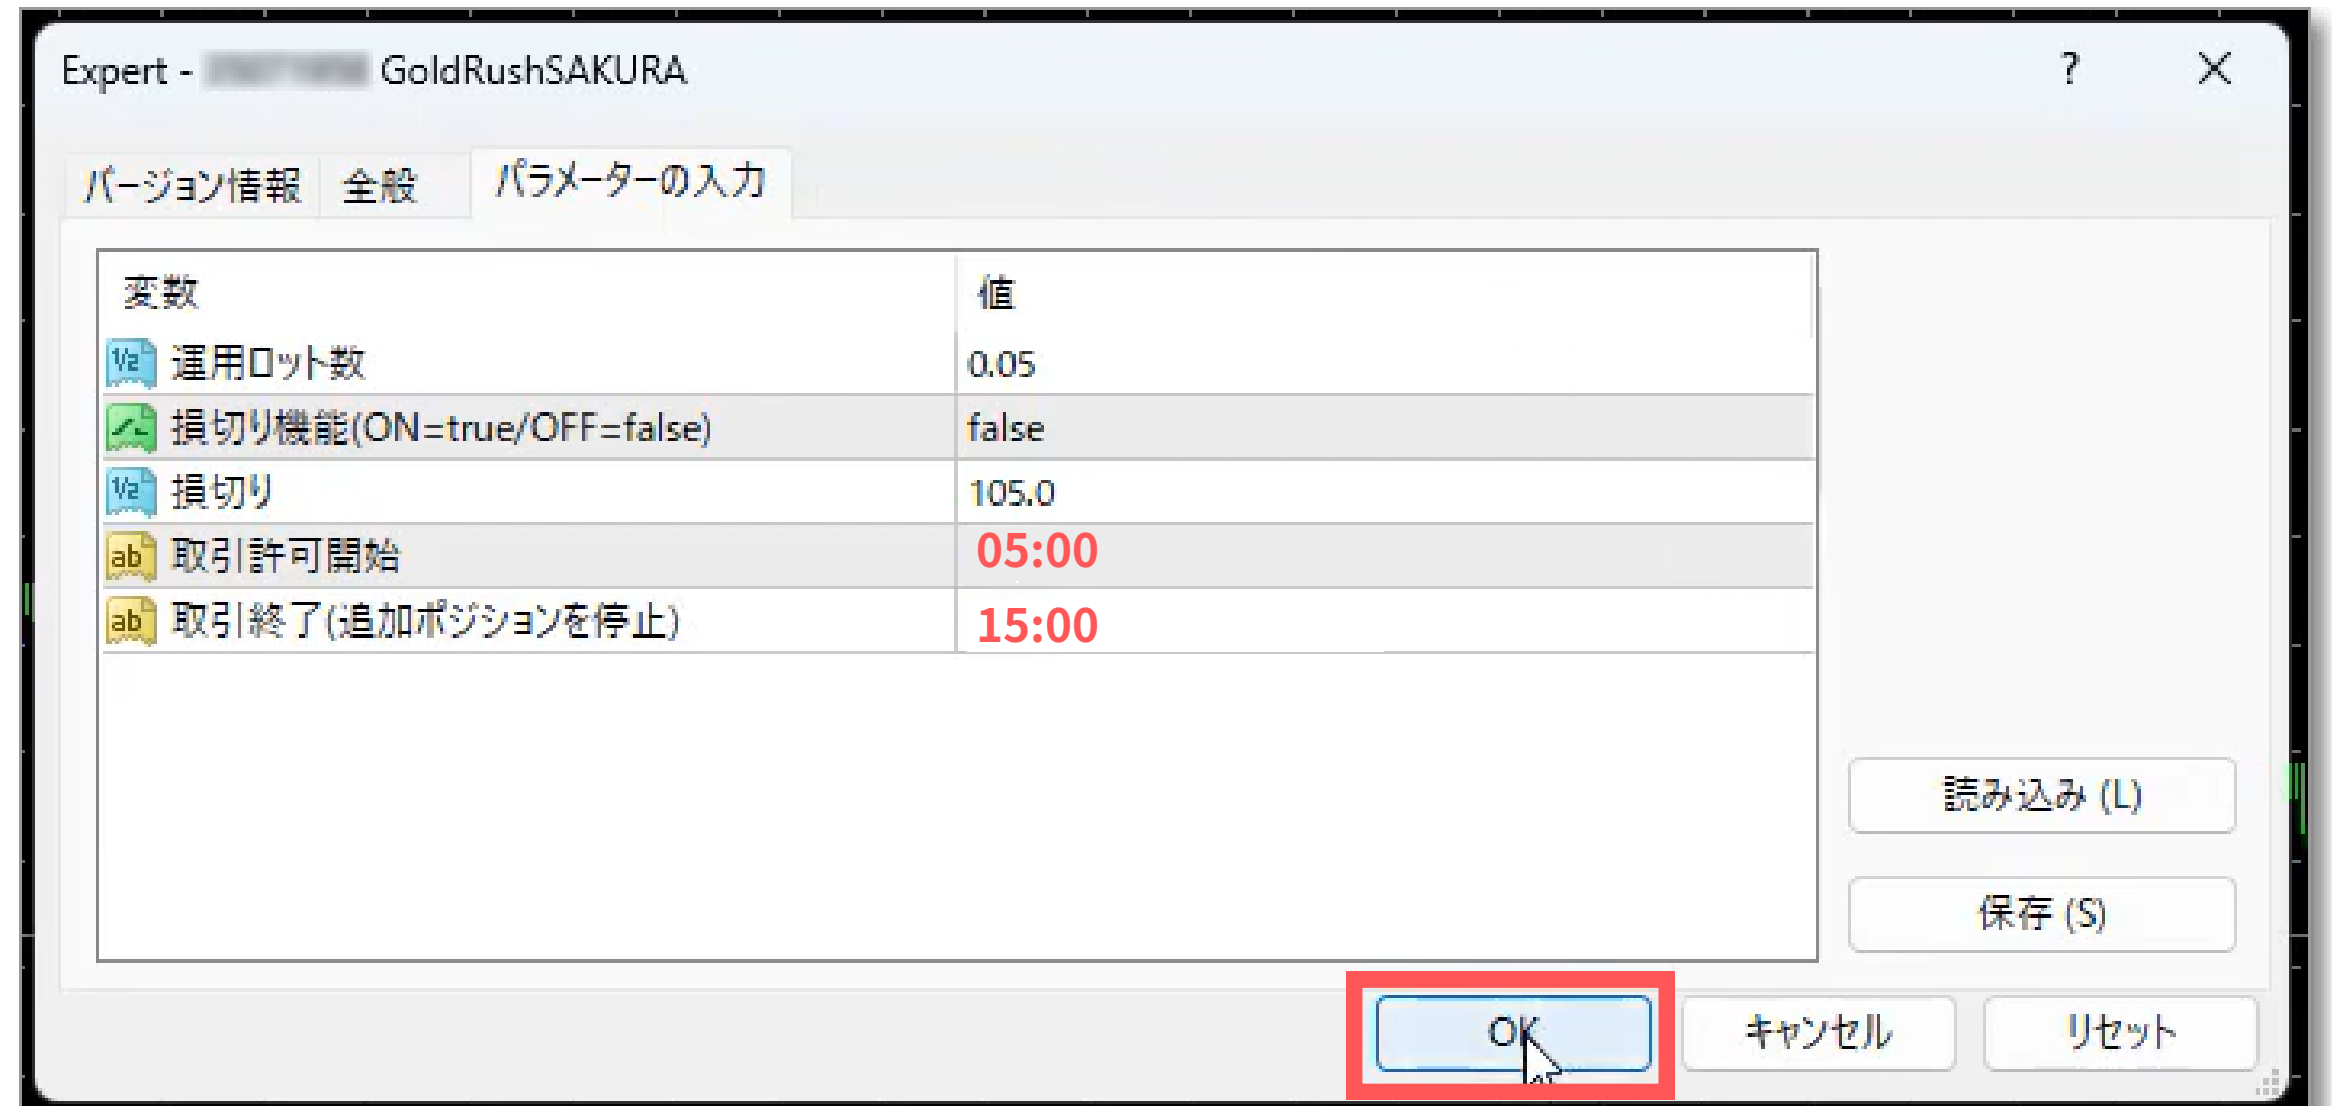 Expert - GoldRushSAKURA
? ×
バージョン情報 全般 パラメーターの入力
変数 値
運用ロット数 0.05
損切り機能(ON=true/OFF=false) false
損切り 105.0
取引許可開始 05:00
取引終了(追加ポジションを停止) 15:00
読み込み (L)
保存 (S)
OK キャンセル リセット